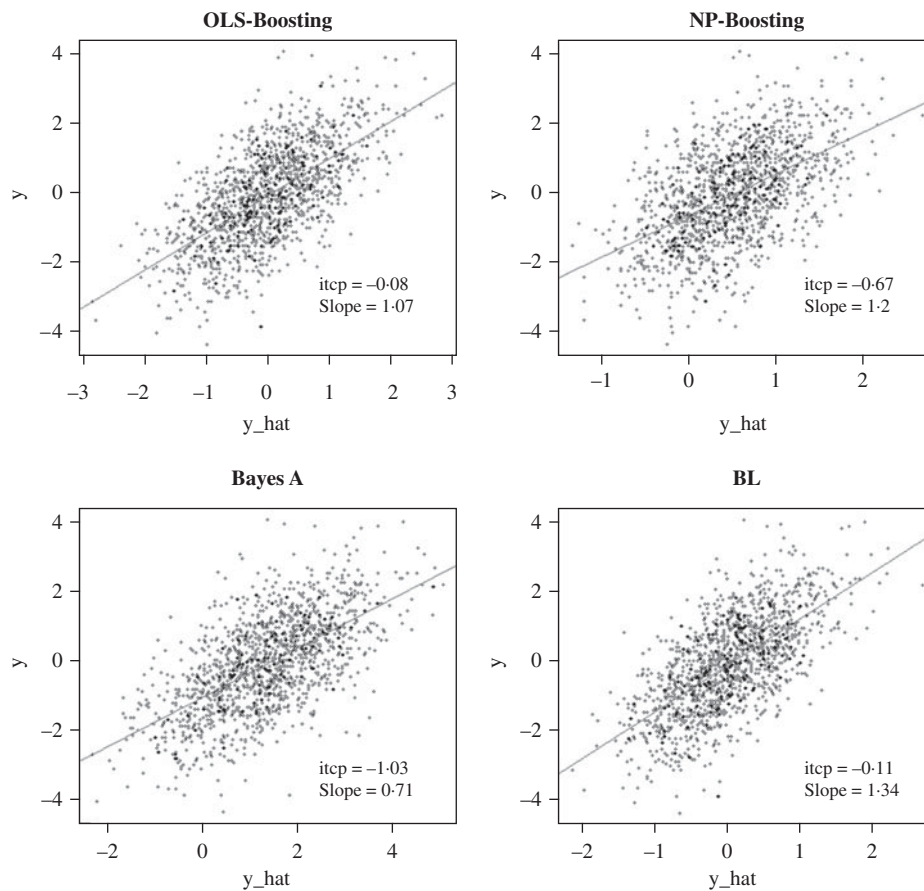 OLS-Boosting
4
2
0
−2
−4
y
itcp = −0·08
Slope = 1·07
−3 −2 −1 0 1 2 3
y_hat
NP-Boosting
4
2
0
−2
−4
y
itcp = −0·67
Slope = 1·2
−1 0 1 2
y_hat
Bayes A
4
2
0
−2
−4
y
itcp = −1·03
Slope = 0·71
−2 0 2 4
y_hat
BL
4
2
0
−2
−4
y
itcp = −0·11
Slope = 1·34
−2 −1 0 1 2
y_hat